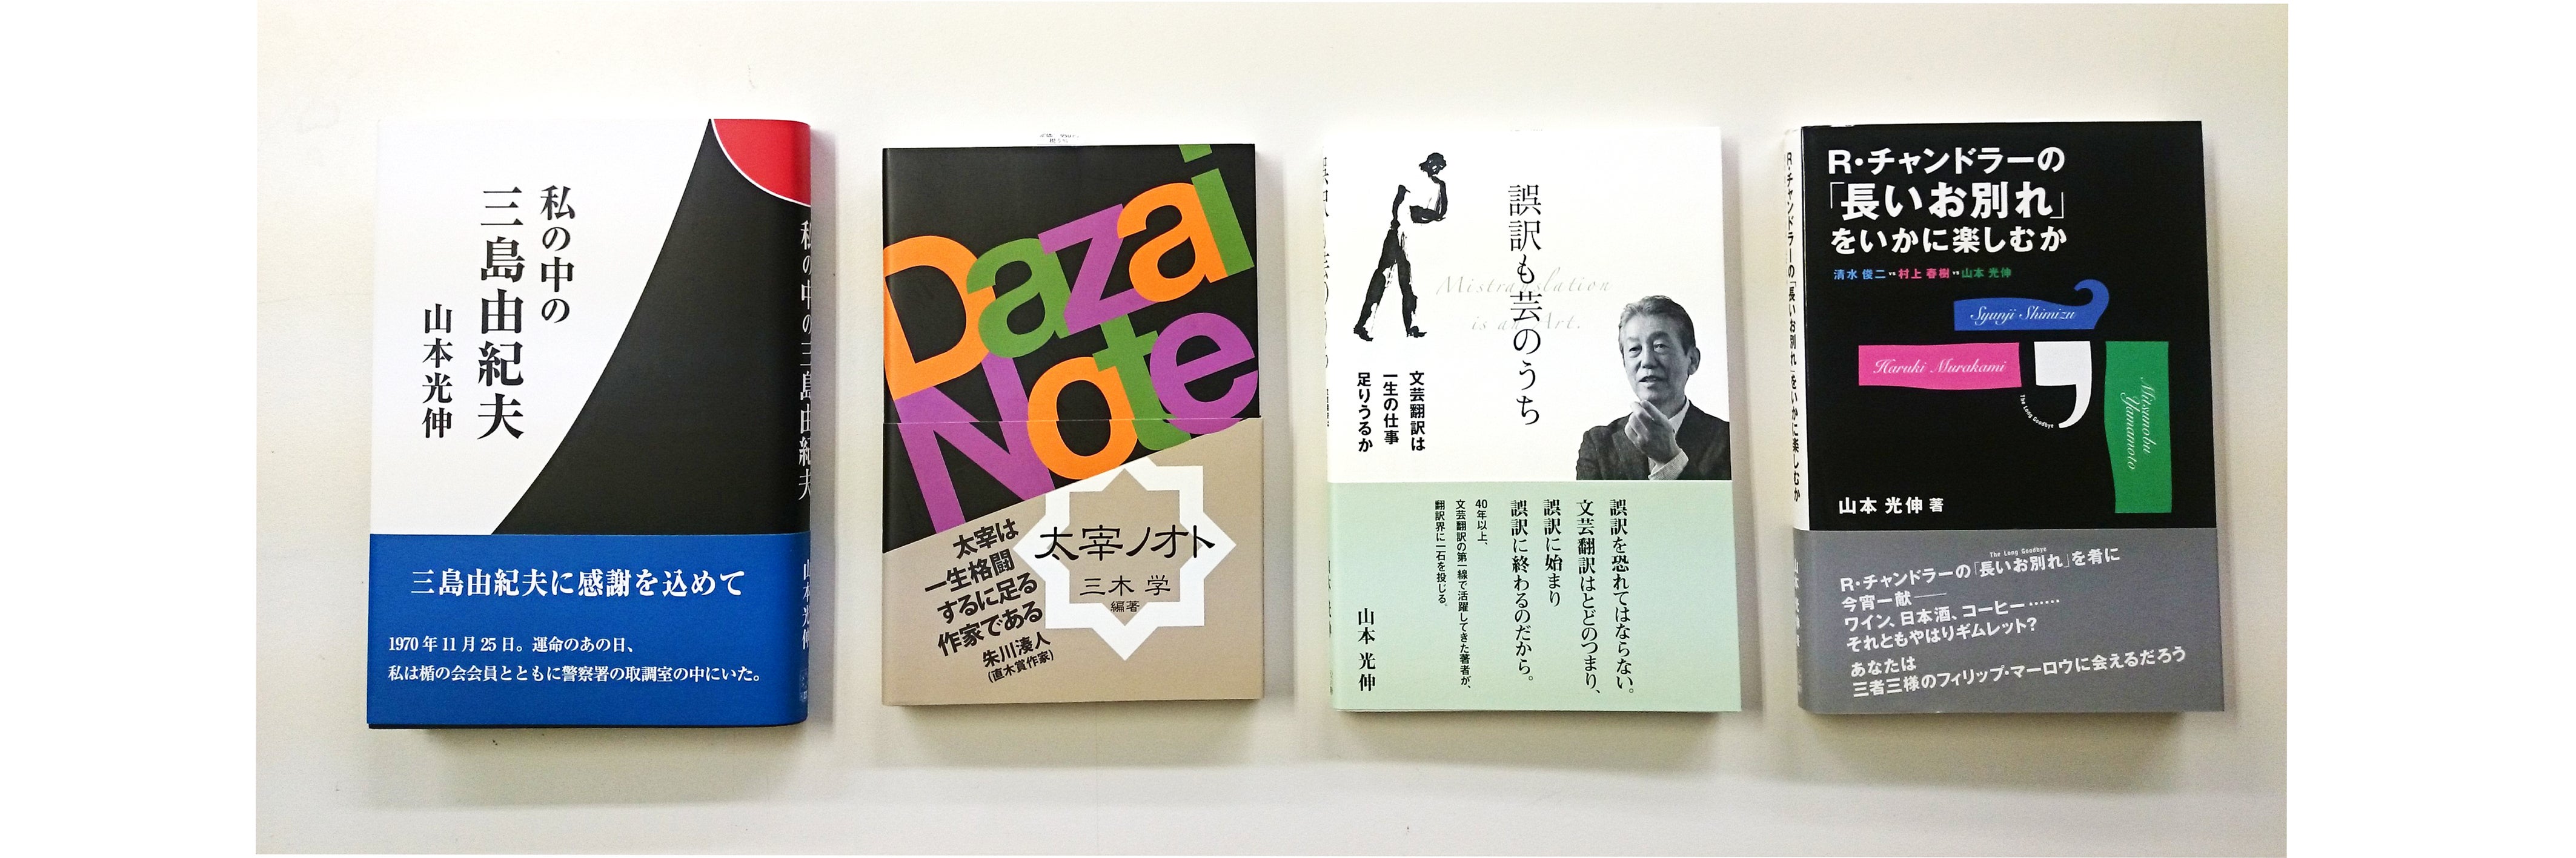 私の中の
三島由紀夫
山本光伸
私の中の三島由紀夫
山本光伸
三島由紀夫に感謝を込めて
1970年11月25日。運命のあの日、
私は楯の会会員とともに警察署の取調室の中にいた。
Dazai
Note
太宰は
一生格闘
するに足る
作家である
朱川湊人
(直木賞作家)
太宰ノオト
三木 学
編著
誤訳も芸のうち
Mistranslation
is an Art.
文芸翻訳は
一生の仕事
足りうるか
誤訳を恐れてはならない。
文芸翻訳はとどのつまり、
誤訳に始まり
誤訳に終わるのだから。
40年以上、
文芸翻訳の第一線で活躍してきた著者が、
翻訳界に一石を投じる。
山本 光伸
R・チャンドラーの「長いお別れ」をいかに楽しむか
R・チャンドラーの
「長いお別れ」
をいかに楽しむか
清水 俊二 vs 村上 春樹 vs 山本 光伸
Syunji Shimizu
Haruki Murakami
The Long Goodbye
Mitsunobu
Yamamoto
山本 光伸 著
The Long Goodbye
R・チャンドラーの「長いお別れ」を肴に
今宵一献——
ワイン、日本酒、コーヒー……
それともやはりギムレット?
あなたは
三者三様のフィリップ・マーロウに会えるだろう